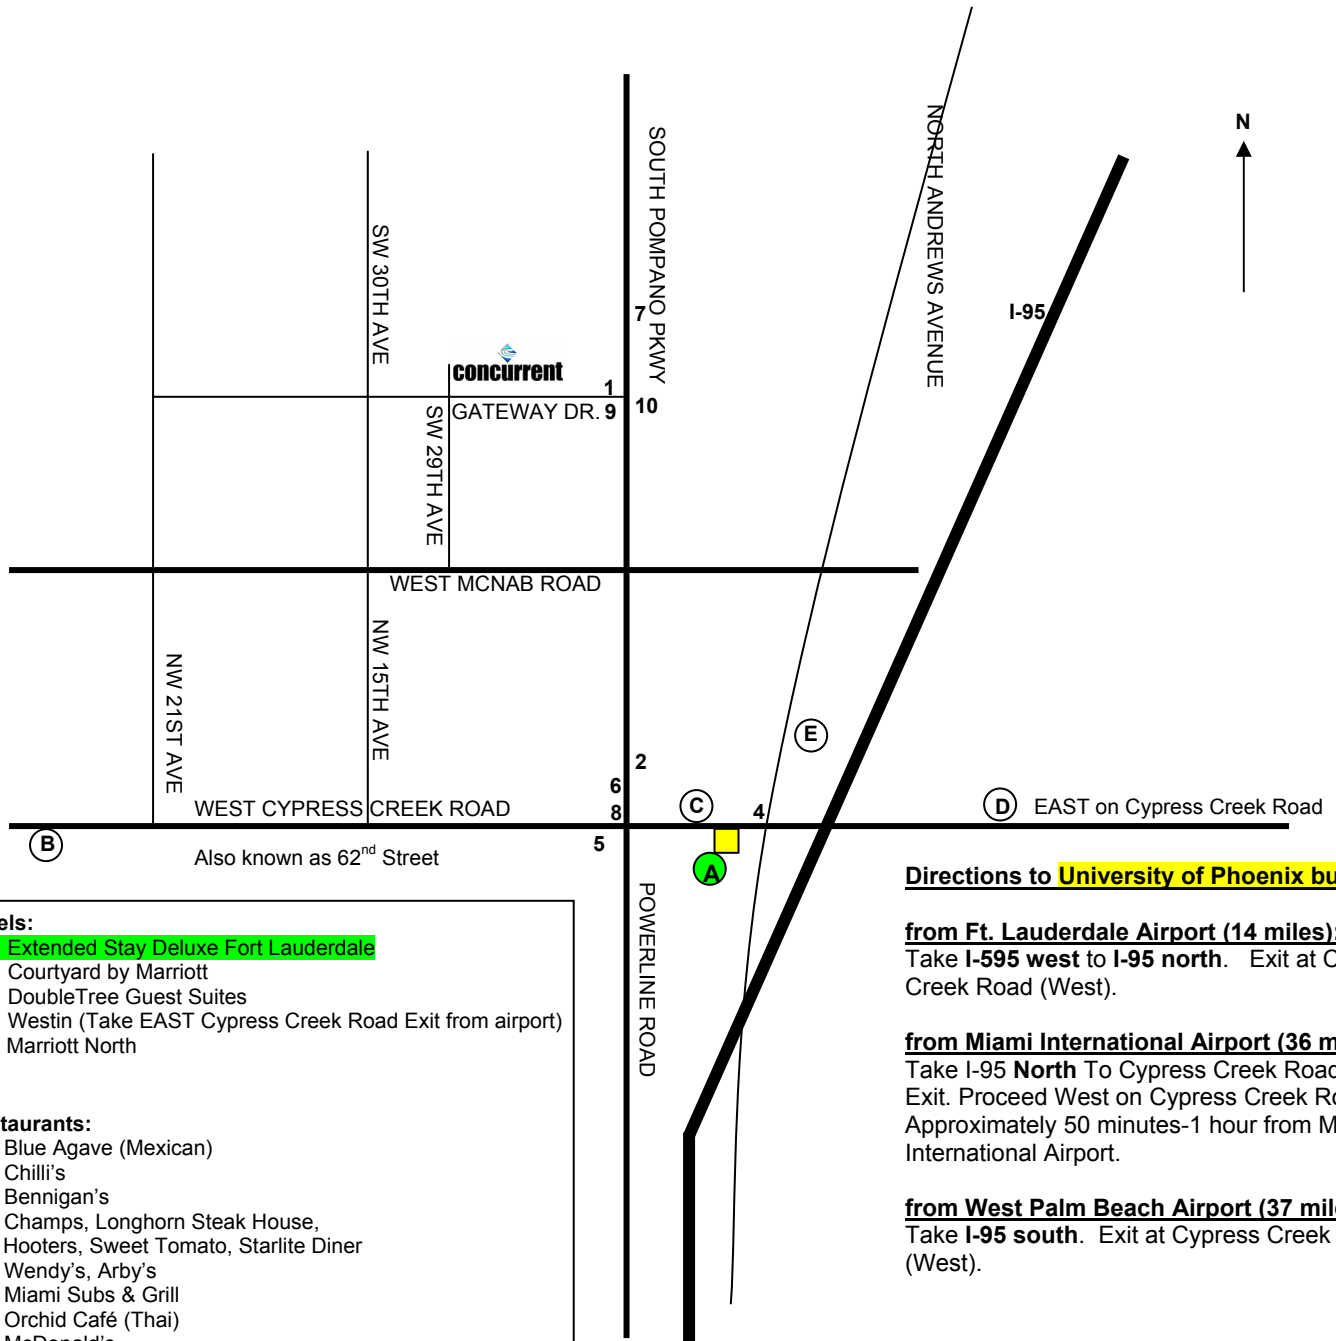 N
SOUTH POMPANO PKWY
NORTH ANDREWS AVENUE
SW 30TH AVE
I-95
7
concurrent
1
10
GATEWAY DR. 9
SW 29TH AVE
WEST MCNAB ROAD
NW 15TH AVE
NW 21ST AVE
E
2
6
WEST CYPRESS CREEK ROAD
8
C
4
D EAST on Cypress Creek Road
B
5
Also known as 62nd Street
A
POWERLINE ROAD
els:
Extended Stay Deluxe Fort Lauderdale
Courtyard by Marriott
DoubleTree Guest Suites
Westin (Take EAST Cypress Creek Road Exit from airport)
Marriott North
taurants:
Blue Agave (Mexican)
Chilli's
Bennigan's
Champs, Longhorn Steak House,
Hooters, Sweet Tomato, Starlite Diner
Wendy's, Arby's
Miami Subs & Grill
Orchid Café (Thai)
McDonald's
Directions to University of Phoenix bu
from Ft. Lauderdale Airport (14 miles):
Take I-595 west to I-95 north. Exit at C
Creek Road (West).
from Miami International Airport (36 m
Take I-95 North To Cypress Creek Road
Exit. Proceed West on Cypress Creek Ro
Approximately 50 minutes-1 hour from M
International Airport.
from West Palm Beach Airport (37 mile
Take I-95 south. Exit at Cypress Creek
(West).